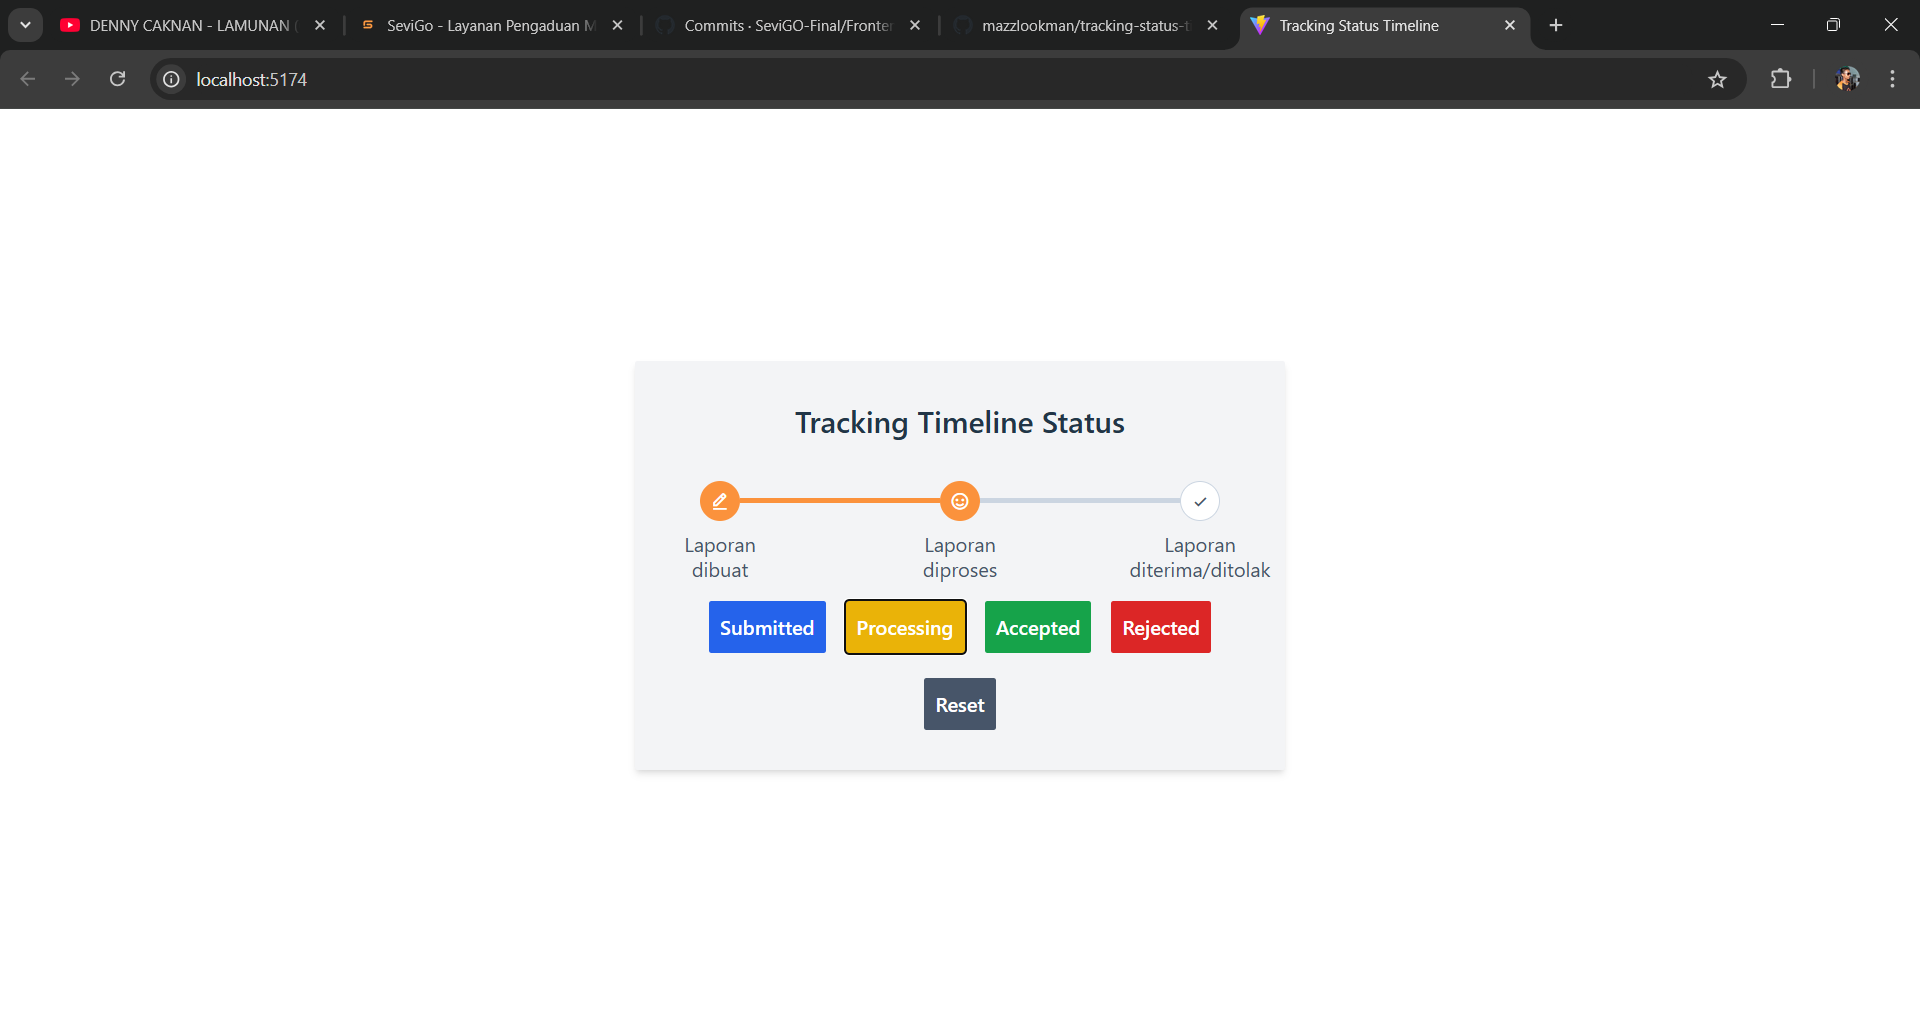 DENNY CAKNAN - LAMUNAN (
SeviGo - Layanan Pengaduan M
Commits · SeviGO-Final/Fronte
mazzlookman/tracking-status-t
Tracking Status Timeline
localhost:5174
Tracking Timeline Status
Laporan
dibuat
Laporan
diproses
Laporan
diterima/ditolak
Submitted
Processing
Accepted
Rejected
Reset